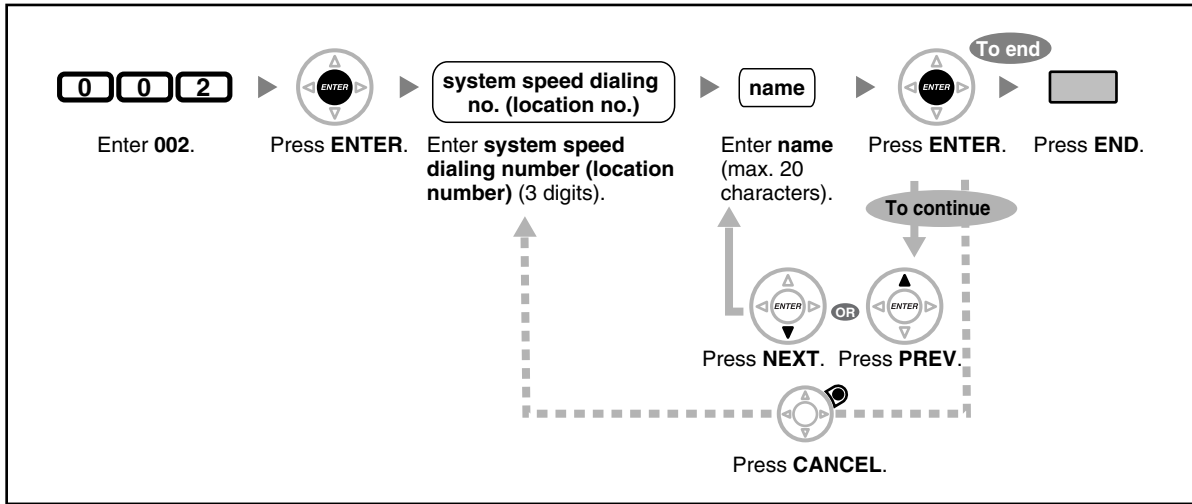 To end
0 0 2 ENTER system speed dialing name ENTER
no. (location no.)
Enter 002. Press ENTER. Enter system speed Enter name Press ENTER. Press END.
dialing number (location (max. 20
number) (3 digits). characters).
To continue
ENTER OR ENTER
Press NEXT. Press PREV.
Press CANCEL.